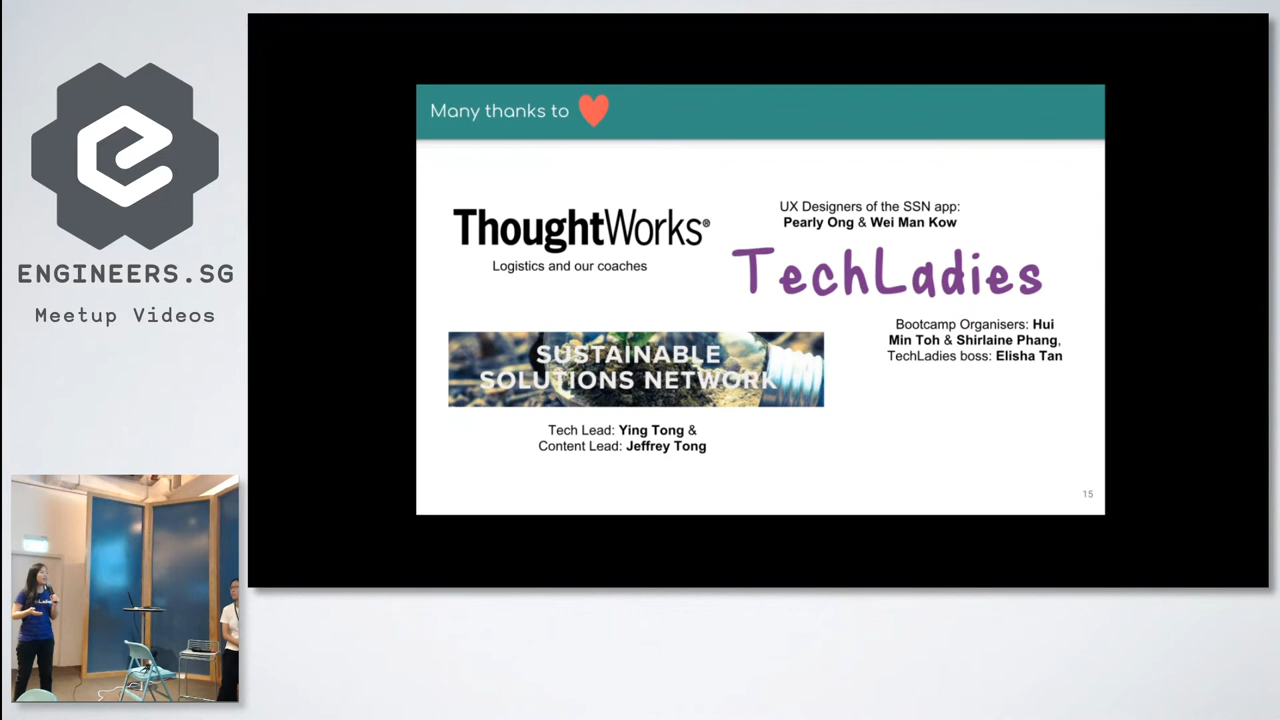 ENGINEERS.SG
Meetup Videos
Many thanks to
ThoughtWorks®
Logistics and our coaches
UX Designers of the SSN app:
Pearly Ong & Wei Man Kow
TechLadies
Bootcamp Organisers: Hui
Min Toh & Shirlaine Phang,
TechLadies boss: Elisha Tan
SUSTAINABLE
SOLUTIONS NETWORK
Tech Lead: Ying Tong &
Content Lead: Jeffrey Tong
15